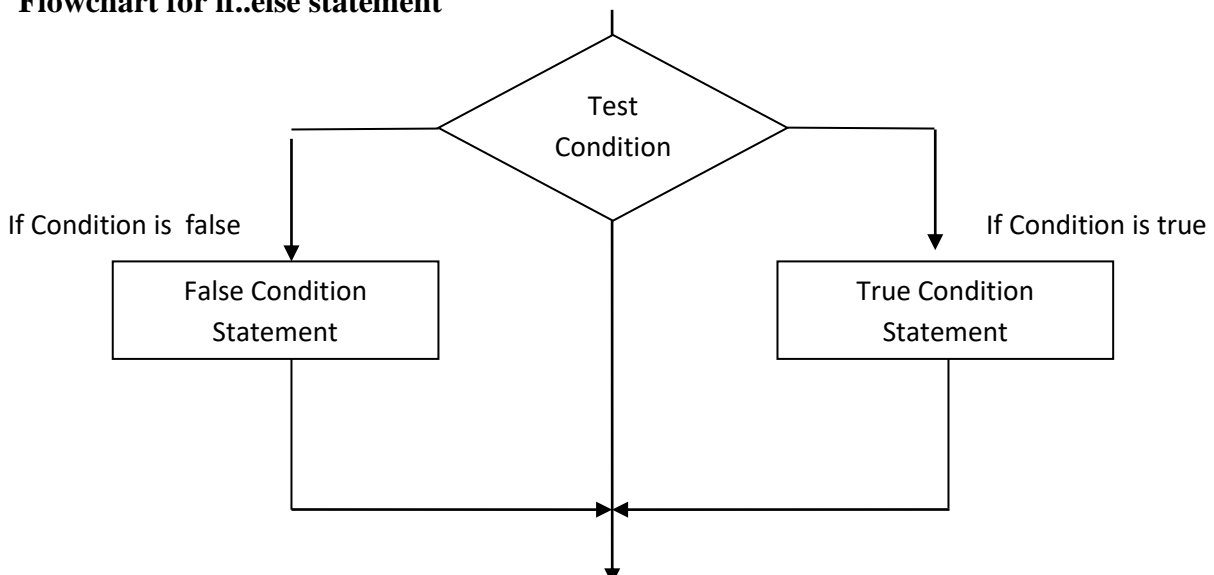 Flowchart for if..else statement
Test
Condition
If Condition is  false
If Condition is true
False Condition
Statement
True Condition
Statement